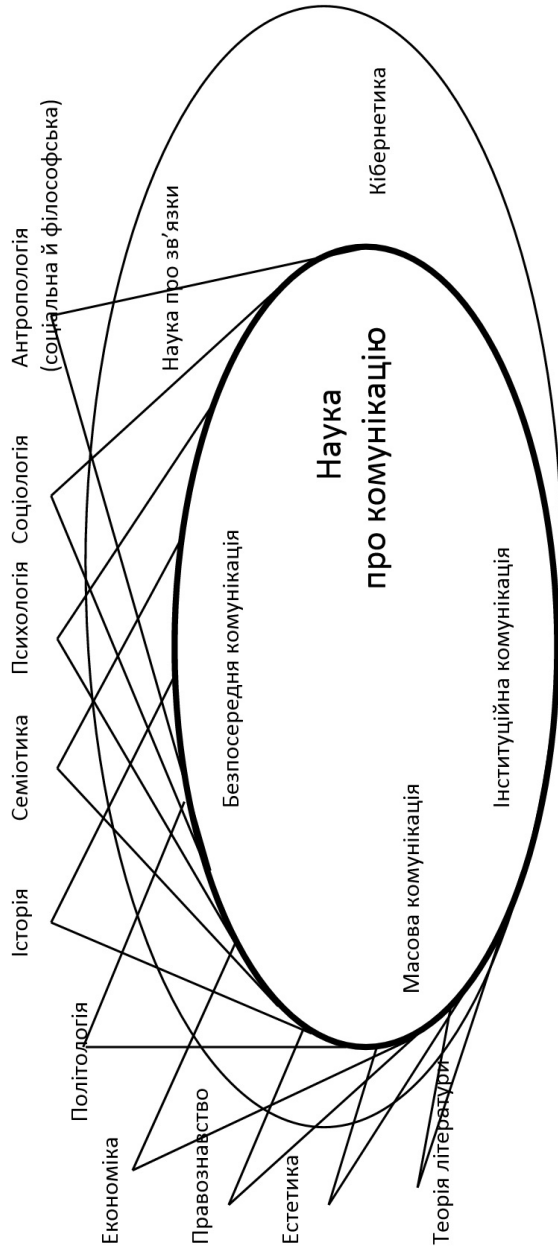 Антропологія
(соціальна й філософська)
Соціологія
Психологія
Семіотика
Історія
Політологія
Економіка
Правознавство
Естетика
Теорія літератури
Наука про зв’язки
Кібернетика
Наука
про комунікацію
Безпосередня комунікація
Масова комунікація
Інституційна комунікація